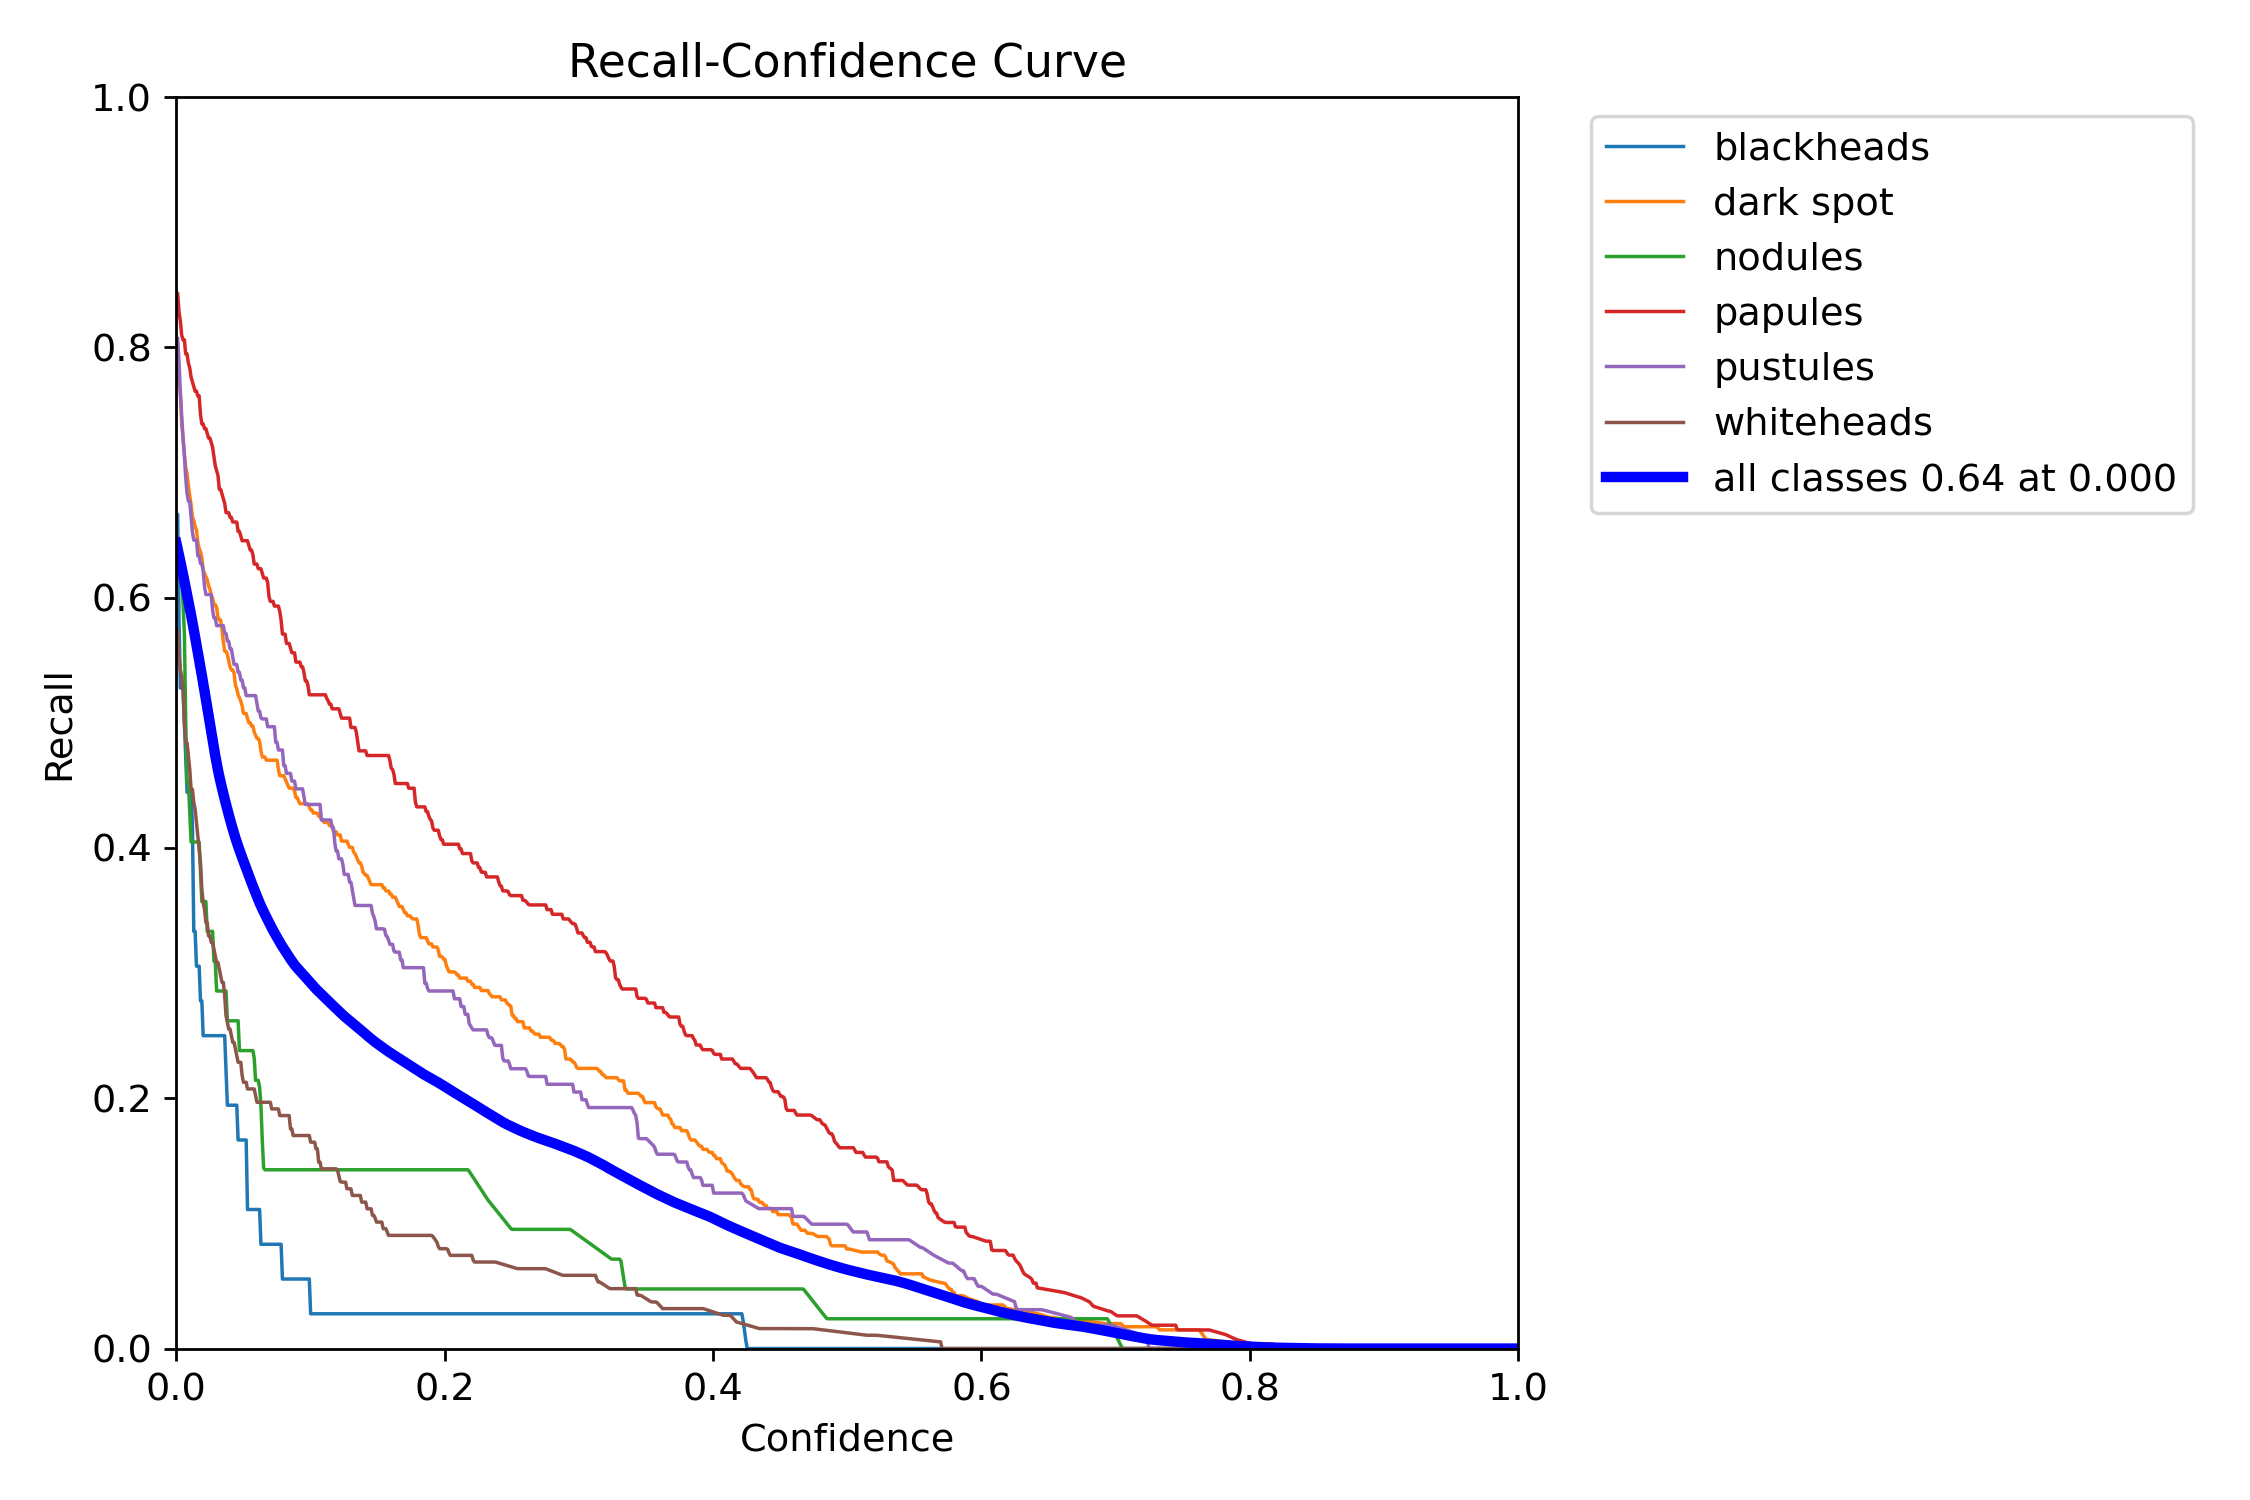 Recall-Confidence Curve
1.0
0.8
0.6
0.4
0.2
0.0
Recall
0.0 0.2 0.4 0.6 0.8 1.0
Confidence
blackheads
dark spot
nodules
papules
pustules
whiteheads
all classes 0.64 at 0.000